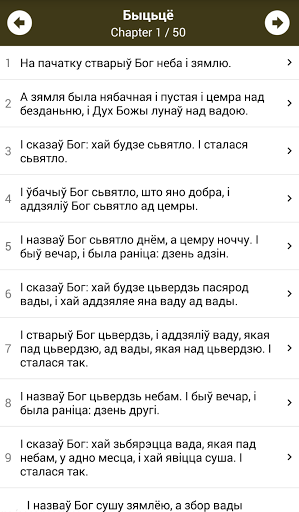 Быцьцё
Chapter 1 / 50
1 На пачатку стварыў Бог неба і зямлю.
2 А зямля была нябачная і пустая і цемра над
безданьню, і Дух Божы лунаў над вадою.
3 І сказаў Бог: хай будзе сьвятло. І сталася
сьвятло.
4 І ўбачыў Бог сьвятло, што яно добра, і
аддзяліў Бог сьвятло ад цемры.
5 І назваў Бог сьвятло днём, а цемру ноччу. І
быў вечар, і была раніца: дзень адзін.
6 І сказаў Бог: хай будзе цьвердзь пасярод
вады, і хай аддзяляе яна ваду ад вады.
7 І стварыў Бог цьвердзь, і аддзяліў ваду, якая
пад цьвердзю, ад вады, якая над цьвердзю. І
сталася так.
8 І назваў Бог цьвердзь небам. І быў вечар, і
была раніца: дзень другі.
9 І сказаў Бог: хай зьбярэцца вада, якая пад
небам, у адно месца, і хай явіцца суша. І
сталася так.
І назваў Бог сушу зямлёю, а збор вады